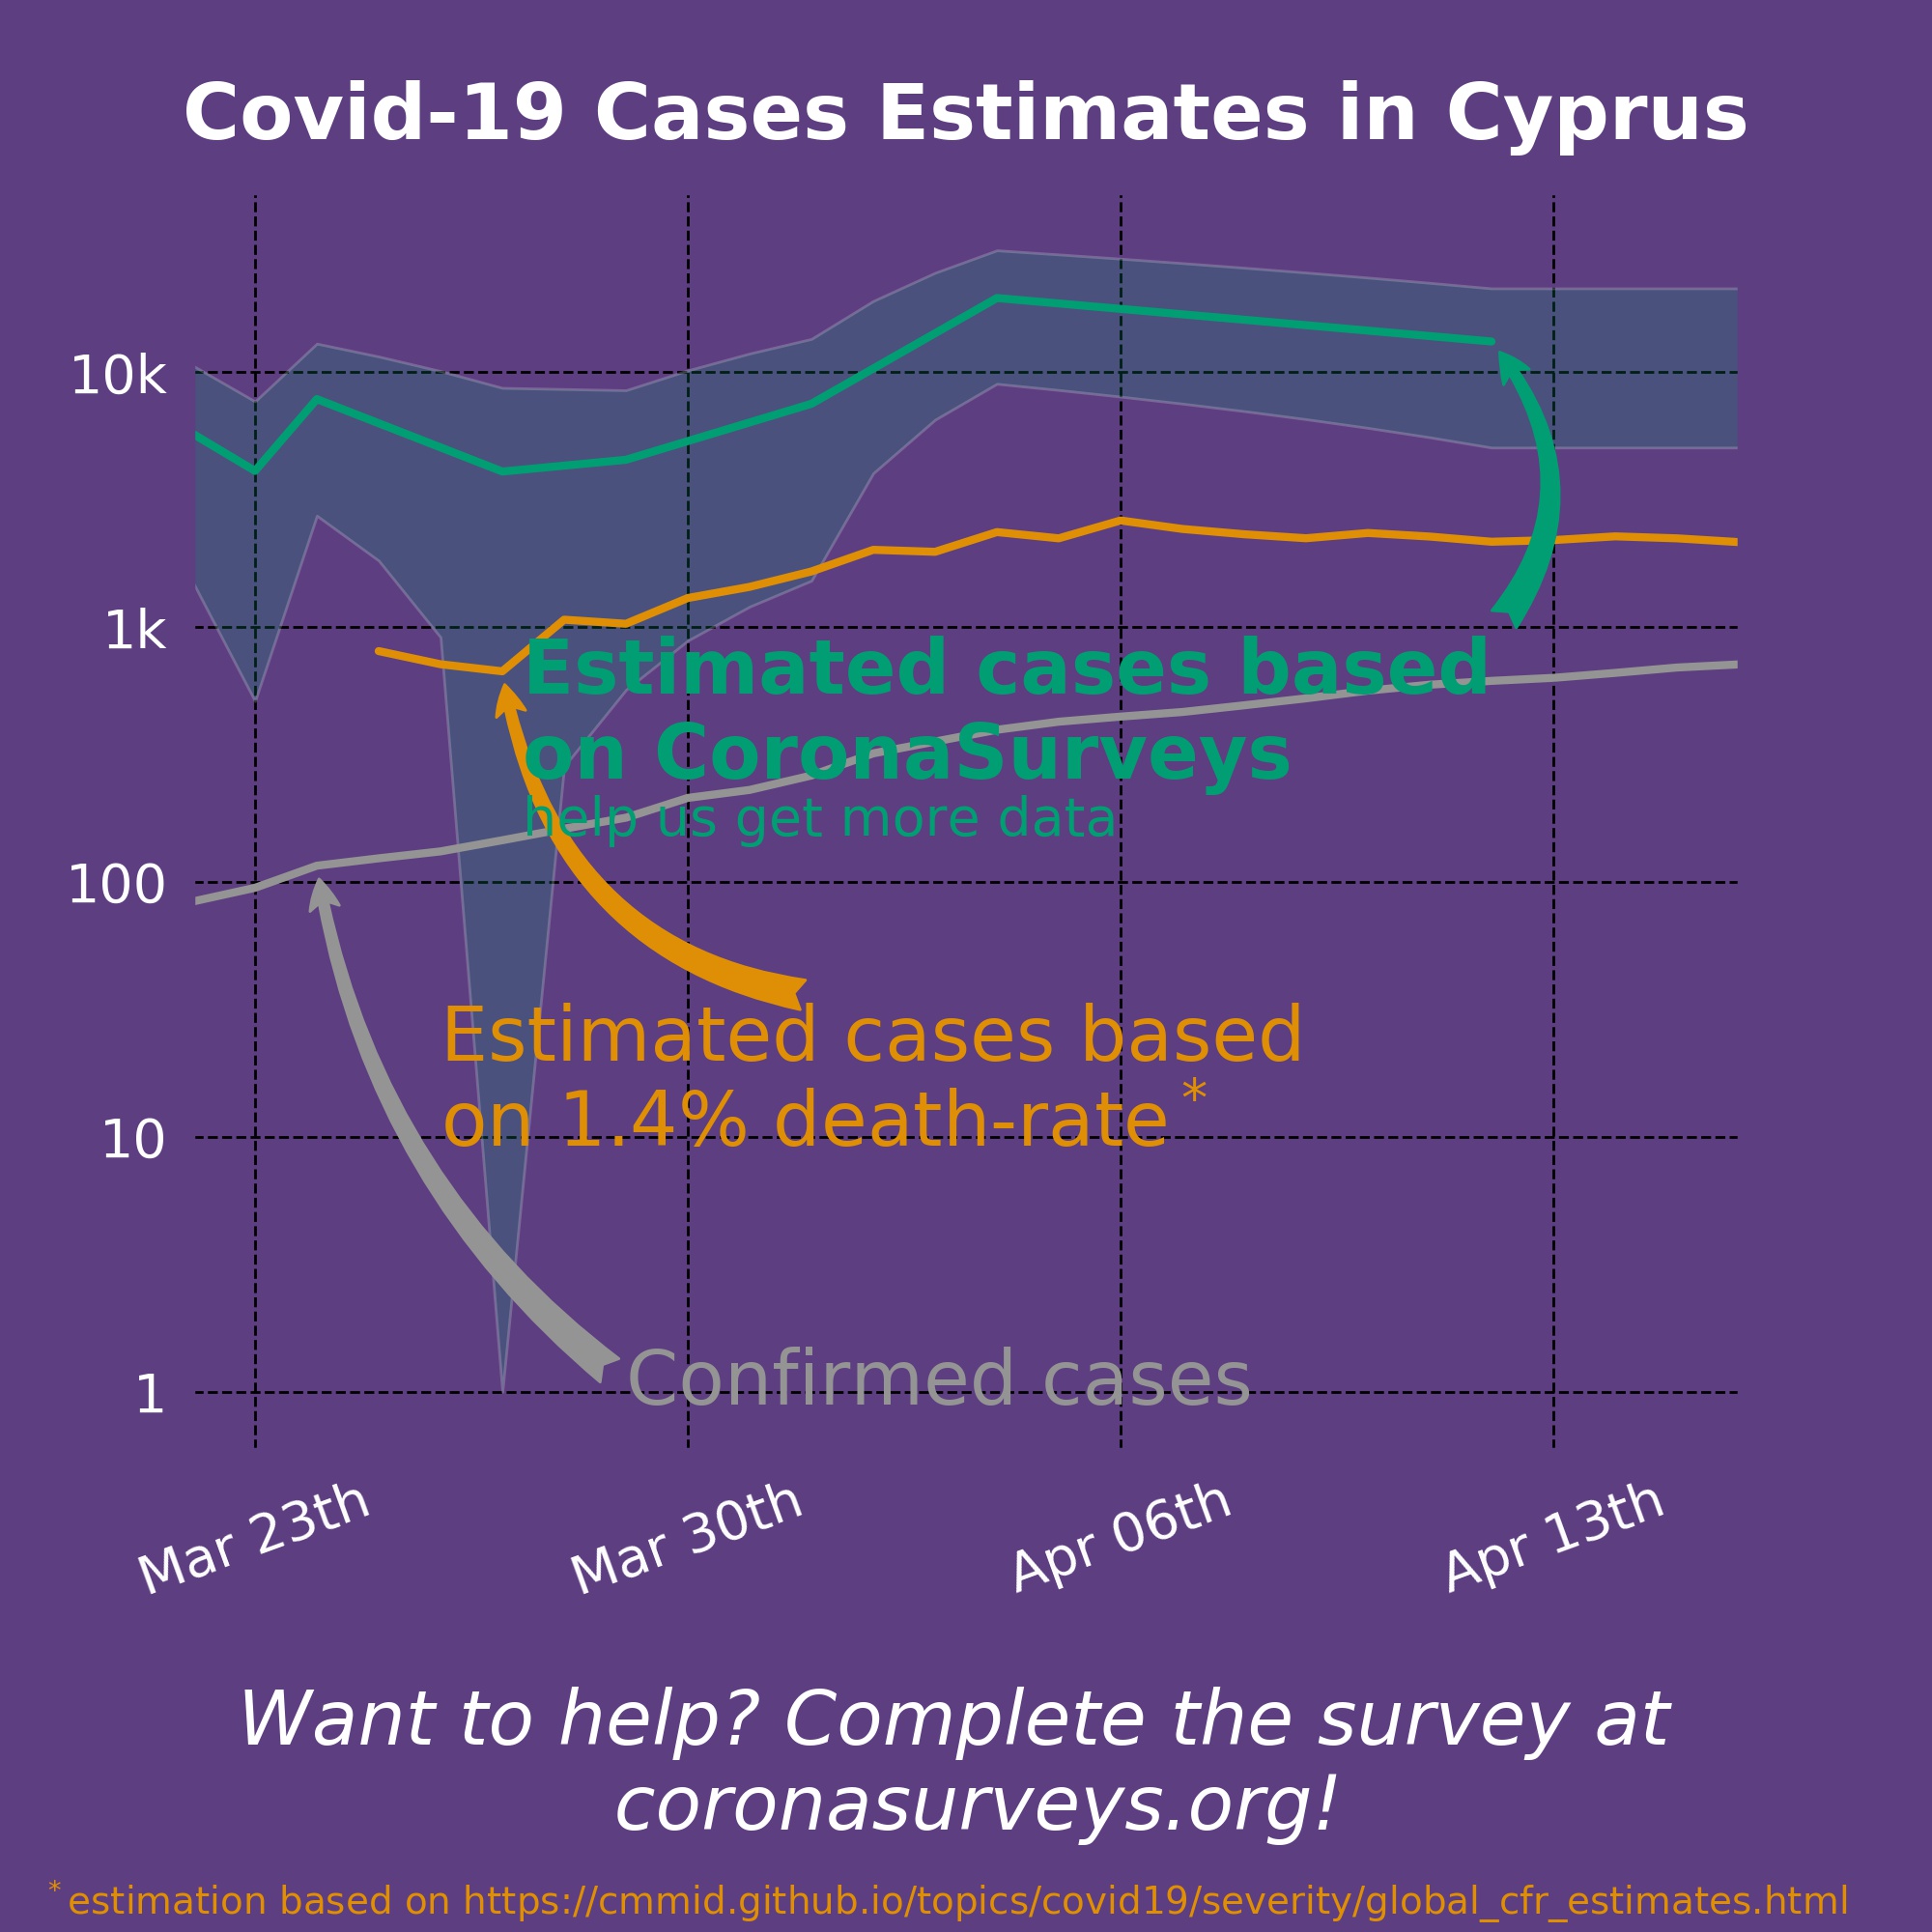 Covid-19 Cases Estimates in Cyprus
10k
1k
Estimated cases based
on CoronaSurveys
help us get more data
100
Estimated cases based
on 1.4% death-rate*
10
Confirmed cases
1
Mar 23th
Mar 30th
Apr 06th
Apr 13th
Want to help? Complete the survey at
coronasurveys.org!
*estimation based on https://cmmid.github.io/topics/covid19/severity/global_cfr_estimates.html